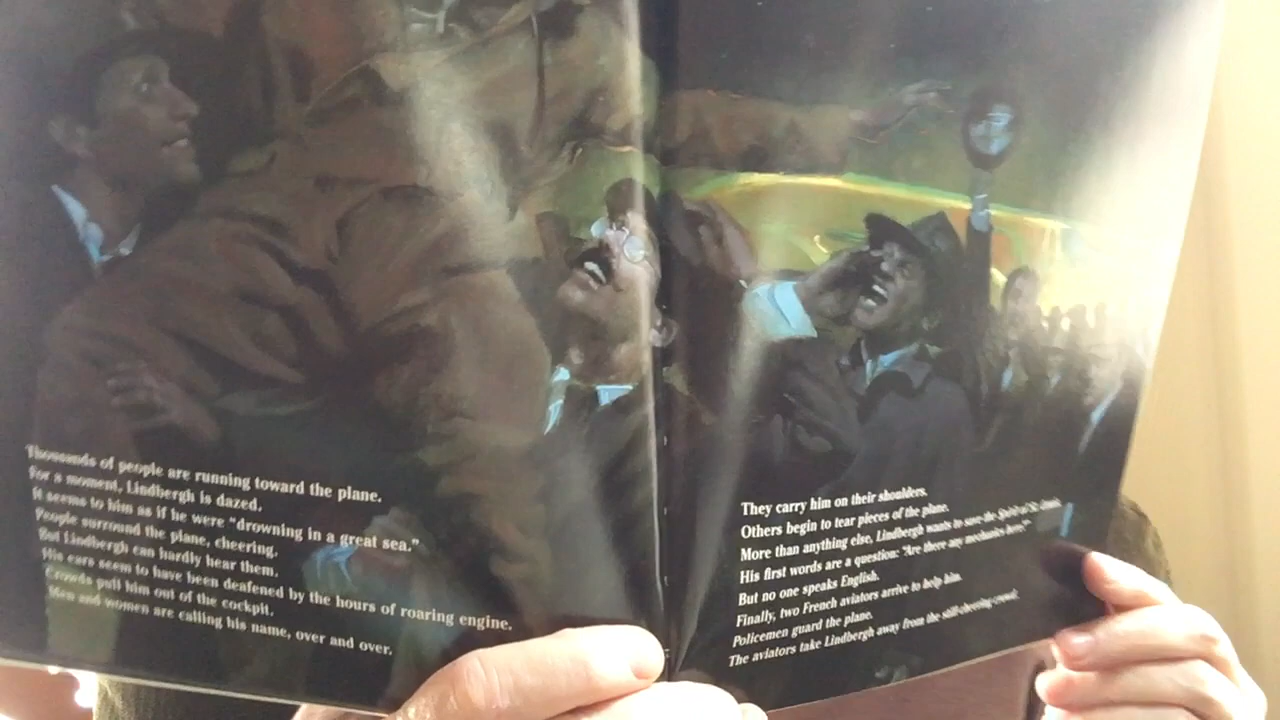 Thousands of people are running toward the plane.
For a moment, Lindbergh is dazed.
It seems to him as if he were "drowning in a great sea."
People surround the plane, cheering.
But Lindbergh can hardly hear them.
His ears seem to have been deafened by the hours of roaring engine.
Crowds pull him out of the cockpit.
Men and women are calling his name, over and over.
They carry him on their shoulders.
Others begin to tear pieces of the plane.
More than anything else, Lindbergh wants to save the Spirit of St. Louis.
His first words are a question: "Are there any mechanics here?"
But no one speaks English.
Finally, two French aviators arrive to help him.
Policemen guard the plane.
The aviators take Lindbergh away from the still-cheering crowd.